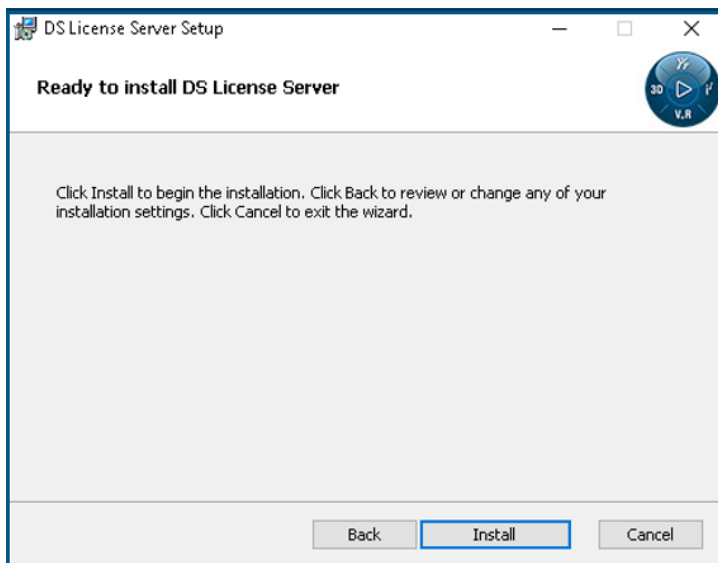 DS License Server Setup
Ready to install DS License Server
3D
V.R
Click Install to begin the installation. Click Back to review or change any of your
installation settings. Click Cancel to exit the wizard.
Back Install Cancel